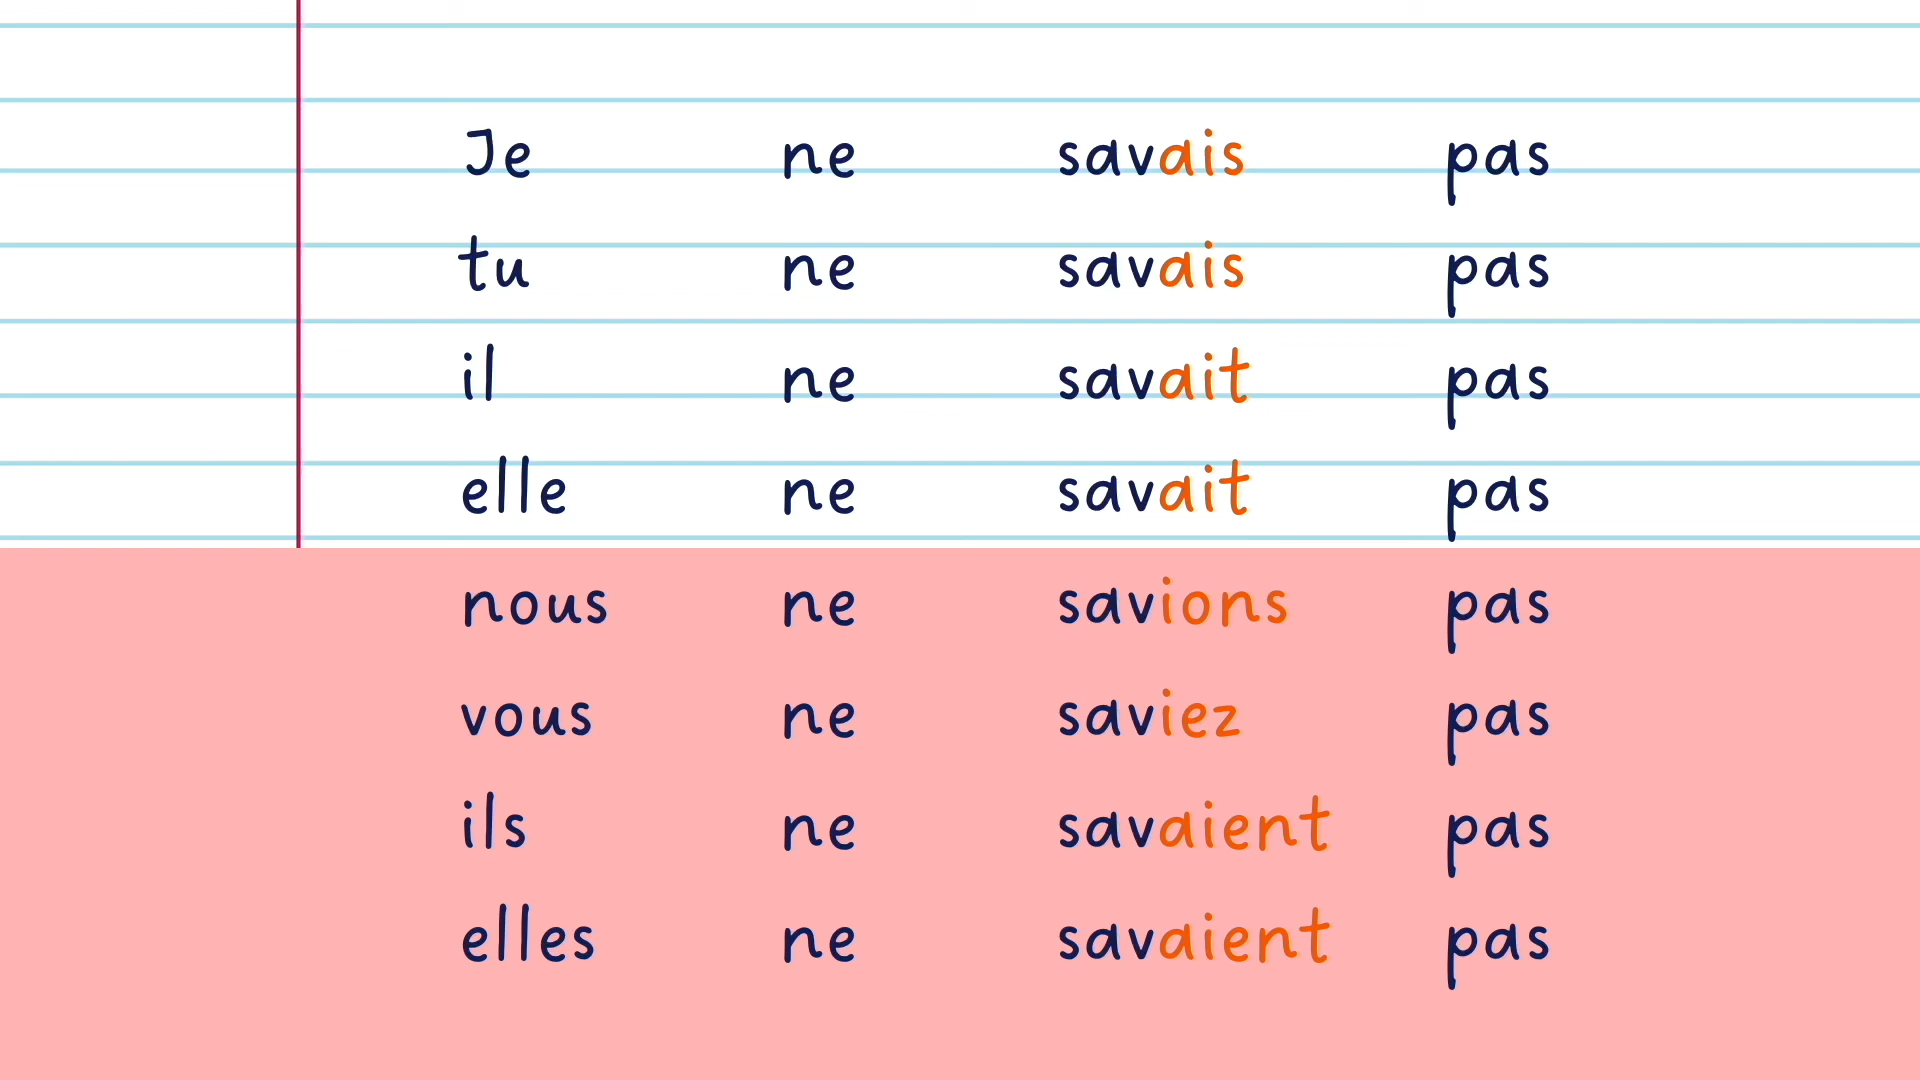 Je ne savais pas
tu ne savais pas
il ne savait pas
elle ne savait pas
nous ne savions pas
vous ne saviez pas
ils ne savaient pas
elles ne savaient pas